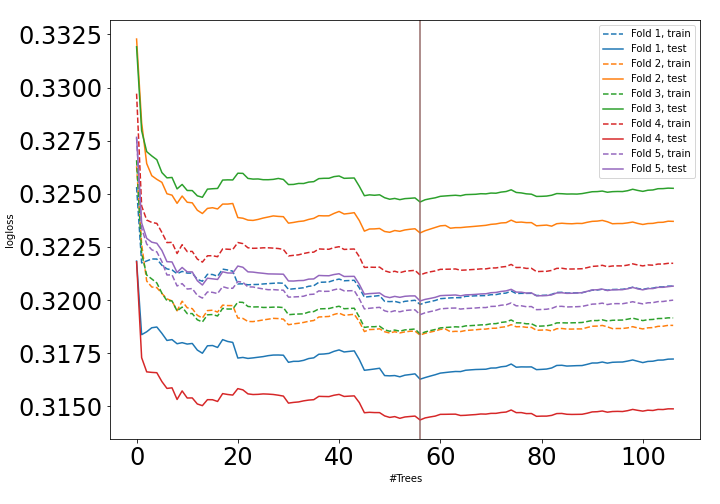 0.3325
0.3300
0.3275
0.3250
0.3225
0.3200
0.3175
0.3150
logloss
0 20 40 60 80 100
#Trees
Fold 1, train
Fold 1, test
Fold 2, train
Fold 2, test
Fold 3, train
Fold 3, test
Fold 4, train
Fold 4, test
Fold 5, train
Fold 5, test